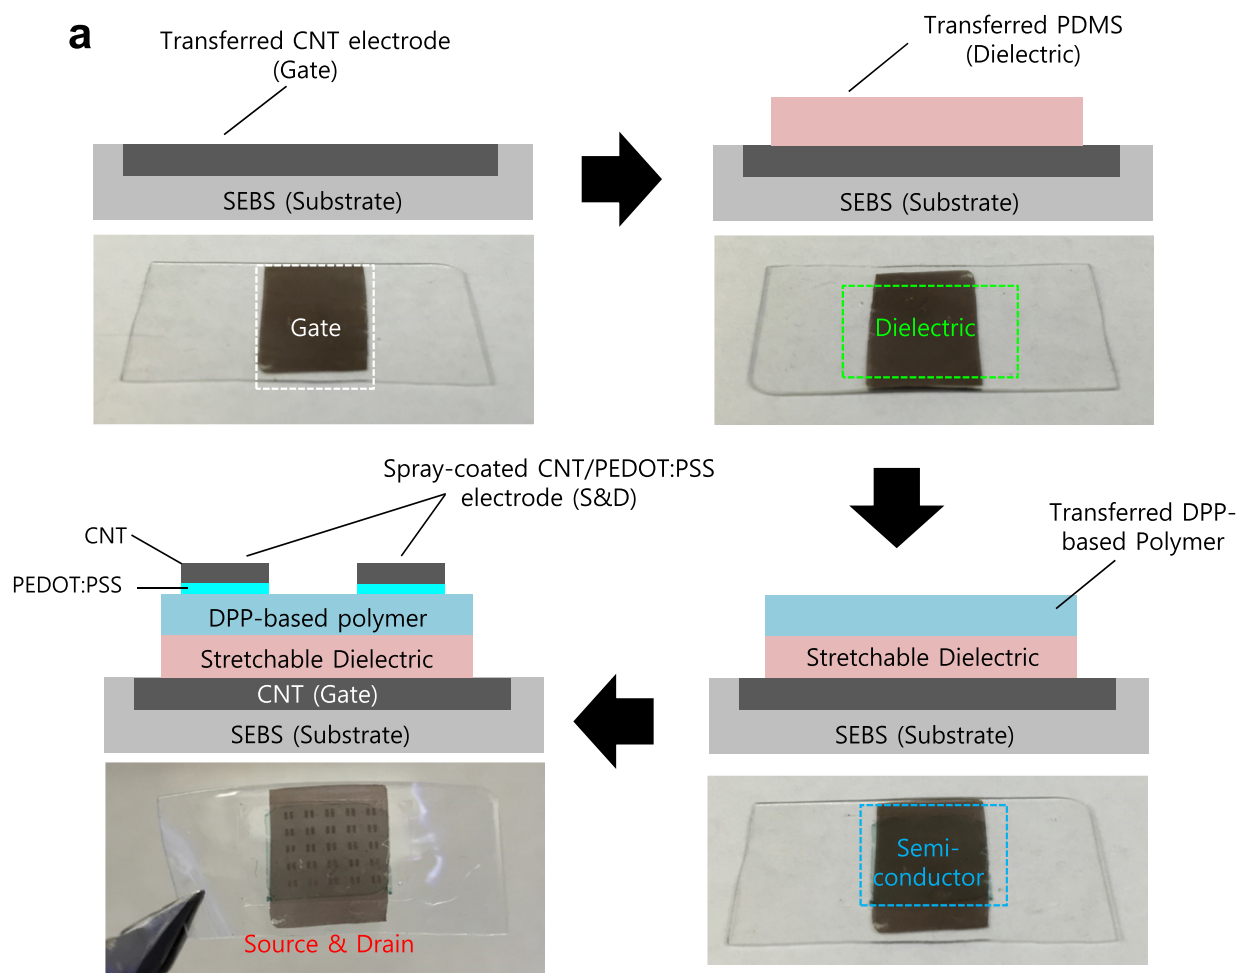 a
Transferred CNT electrode
(Gate)
SEBS (Substrate)
Gate
Transferred PDMS
(Dielectric)
SEBS (Substrate)
Dielectric
Transferred DPP-
based Polymer
Stretchable Dielectric
SEBS (Substrate)
Semi-
conductor
Spray-coated CNT/PEDOT:PSS
electrode (S&D)
CNT
PEDOT:PSS
DPP-based polymer
Stretchable Dielectric
CNT (Gate)
SEBS (Substrate)
Source & Drain